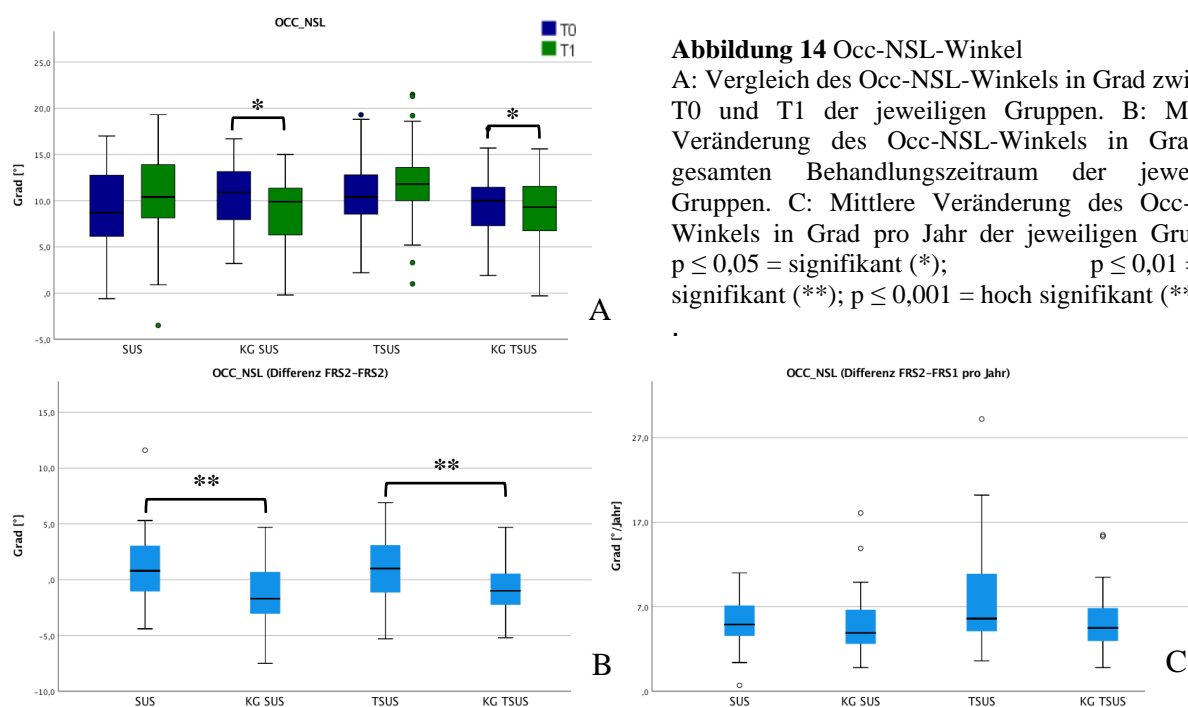 OCC_NSL
T0
T1
25,0
20,0
15,0
10,0
5,0
,0
-5,0
Grad [°]
*
*
SUS
KG SUS
TSUS
KG TSUS
A
Abbildung 14 Occ-NSL-Winkel
A: Vergleich des Occ-NSL-Winkels in Grad zwi
T0 und T1 der jeweiligen Gruppen. B: M
Veränderung des Occ-NSL-Winkels in Gra
gesamten Behandlungszeitraum der jewe
Gruppen. C: Mittlere Veränderung des Occ-
Winkels in Grad pro Jahr der jeweiligen Gru
p ≤ 0,05 = signifikant (*); p ≤ 0,01 =
signifikant (**); p ≤ 0,001 = hoch signifikant (**
.
OCC_NSL (Differenz FRS2-FRS2)
15,0
10,0
5,0
,0
-5,0
-10,0
Grad [°]
**
**
SUS
KG SUS
TSUS
KG TSUS
B
OCC_NSL (Differenz FRS2-FRS1 pro Jahr)
27,0
17,0
7,0
,0
Grad [°/Jahr]
SUS
KG SUS
TSUS
KG TSUS
C